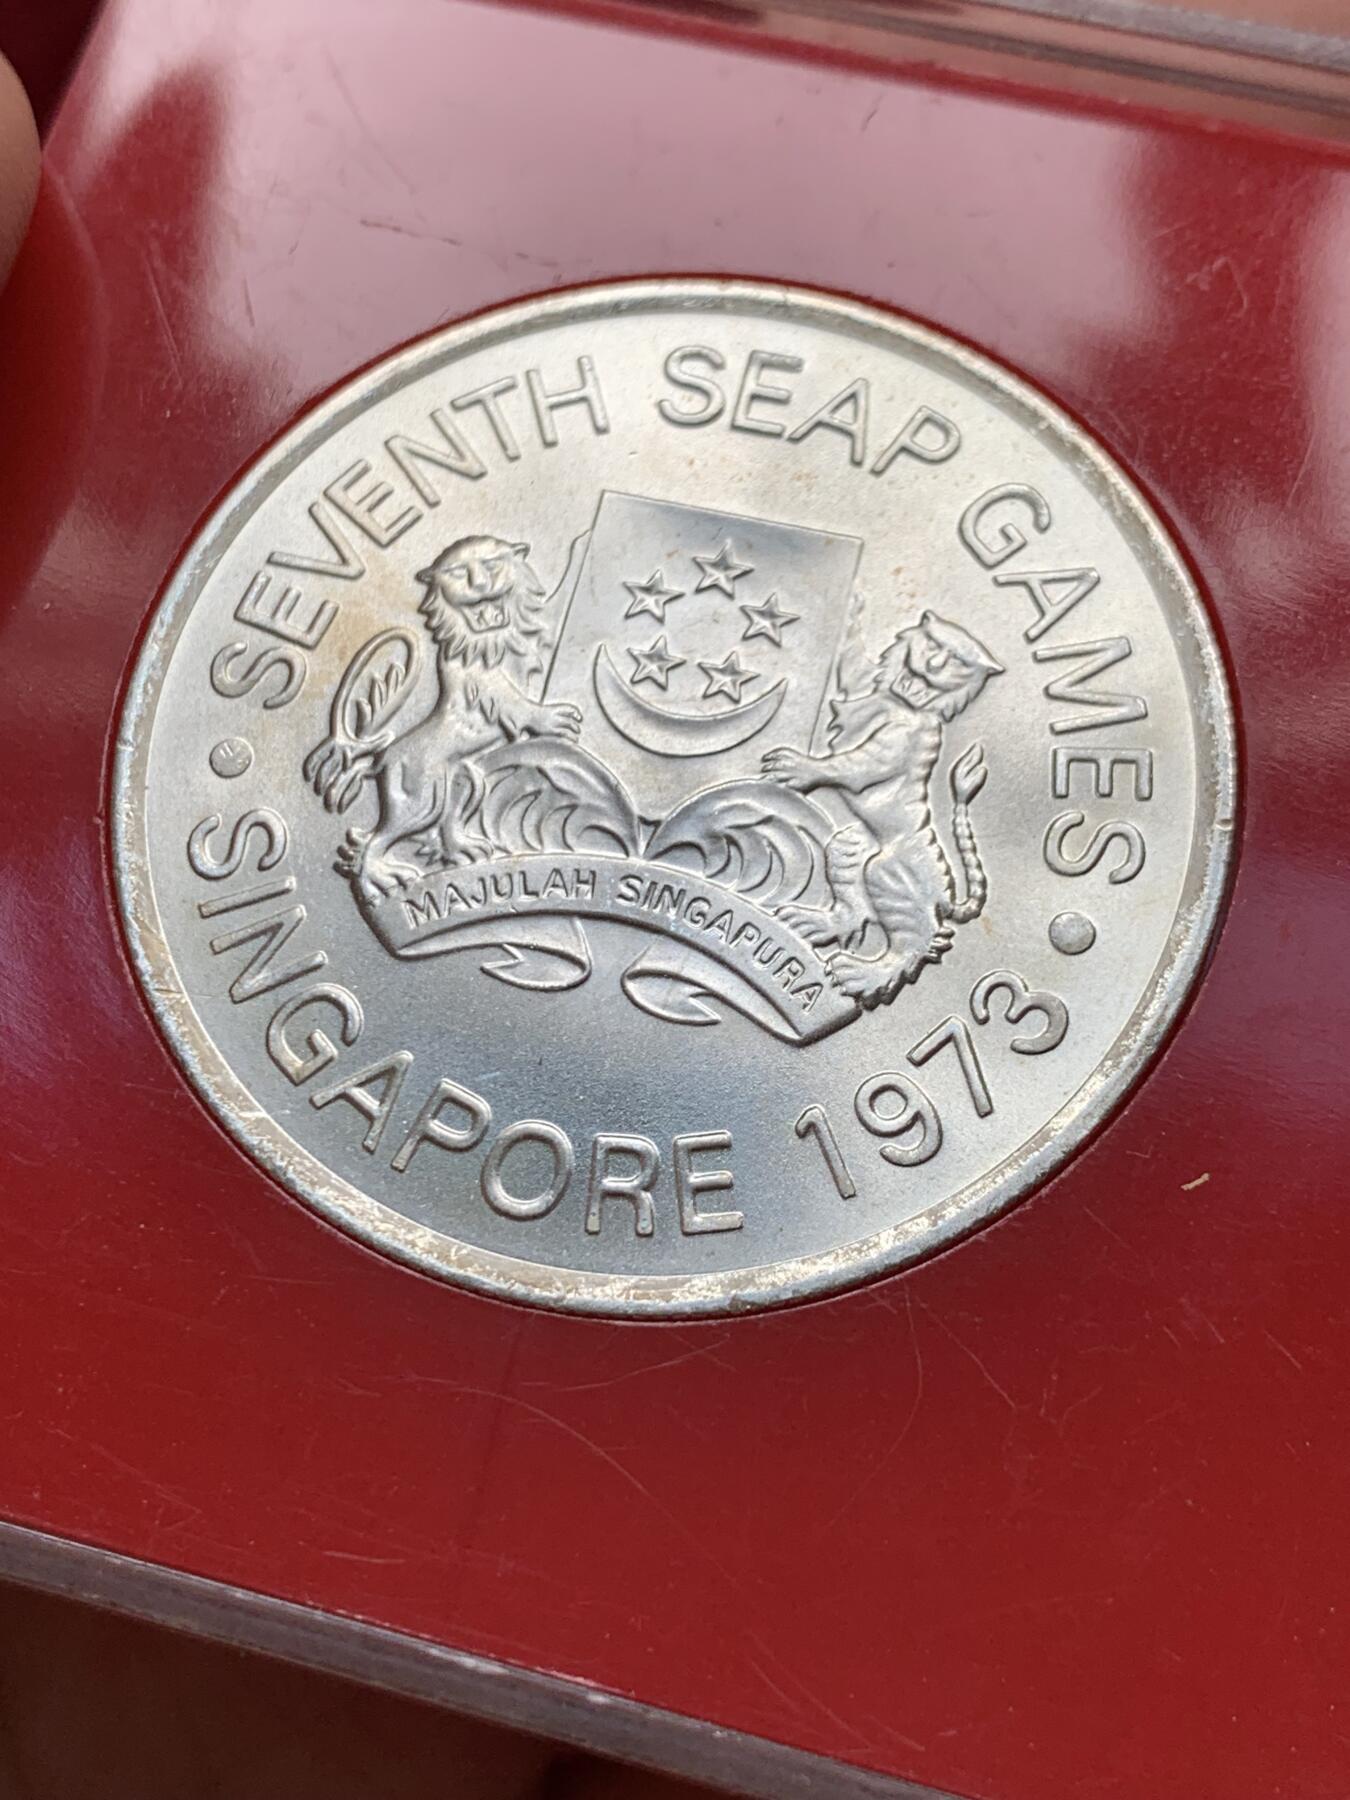 SEVENTH SEAP GAMES
MAJULAH SINGAPURA
SINGAPORE 1973